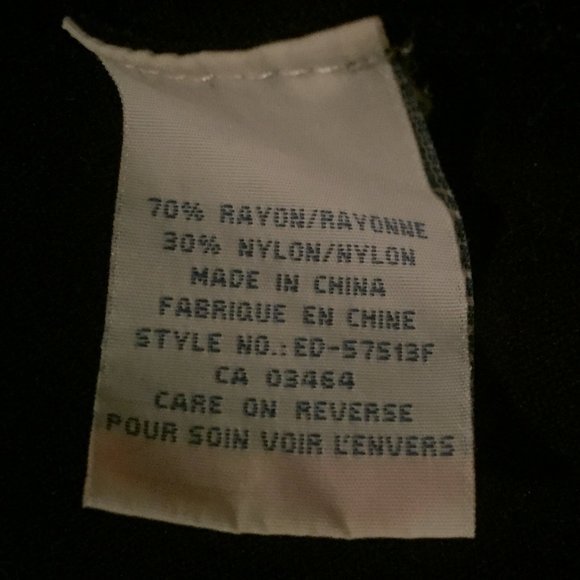 70% RAYON/RAYONNE
30% NYLON/NYLON
MADE IN CHINA
FABRIQUE EN CHINE
STYLE NO.: ED-57513F
CA 03464
CARE ON REVERSE
POUR SOIN VOIR L'ENVERS